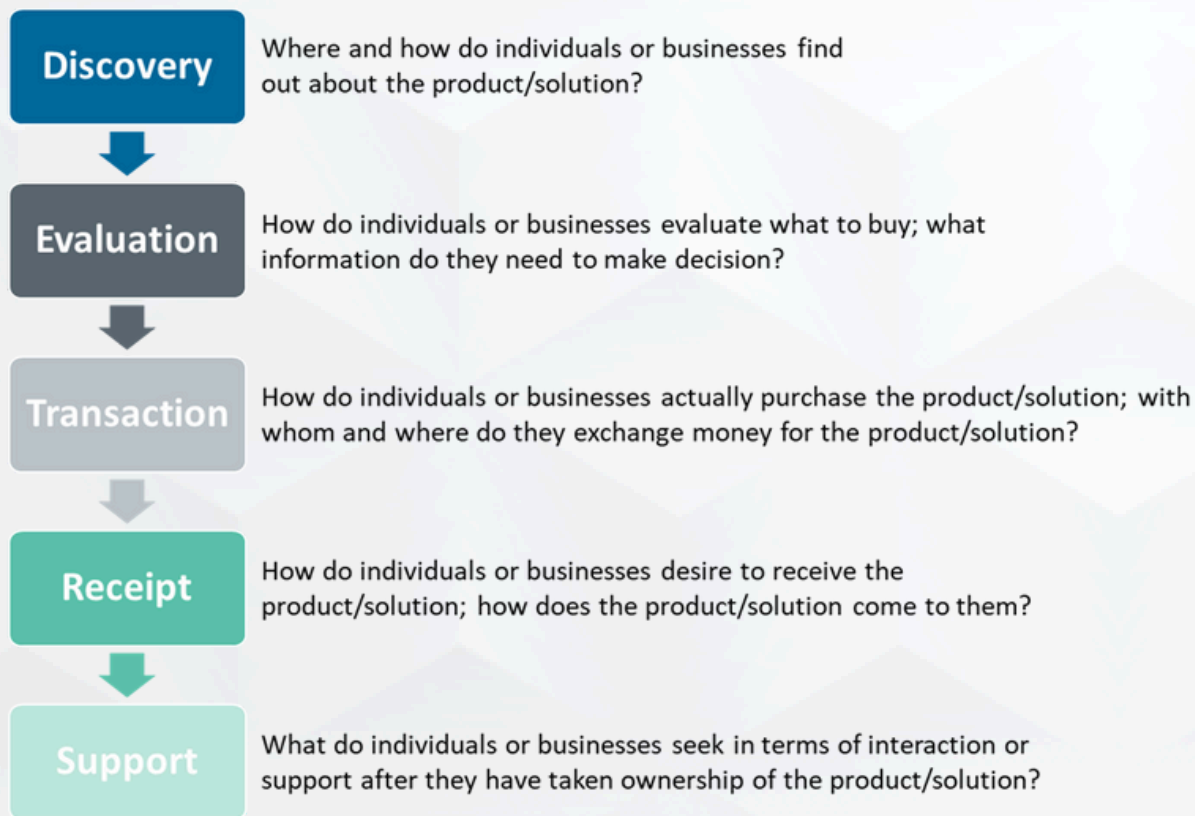 Discovery
Where and how do individuals or businesses find
out about the product/solution?
Evaluation
How do individuals or businesses evaluate what to buy; what
information do they need to make decision?
Transaction
How do individuals or businesses actually purchase the product/solution; with
whom and where do they exchange money for the product/solution?
Receipt
How do individuals or businesses desire to receive the
product/solution; how does the product/solution come to them?
Support
What do individuals or businesses seek in terms of interaction or
support after they have taken ownership of the product/solution?